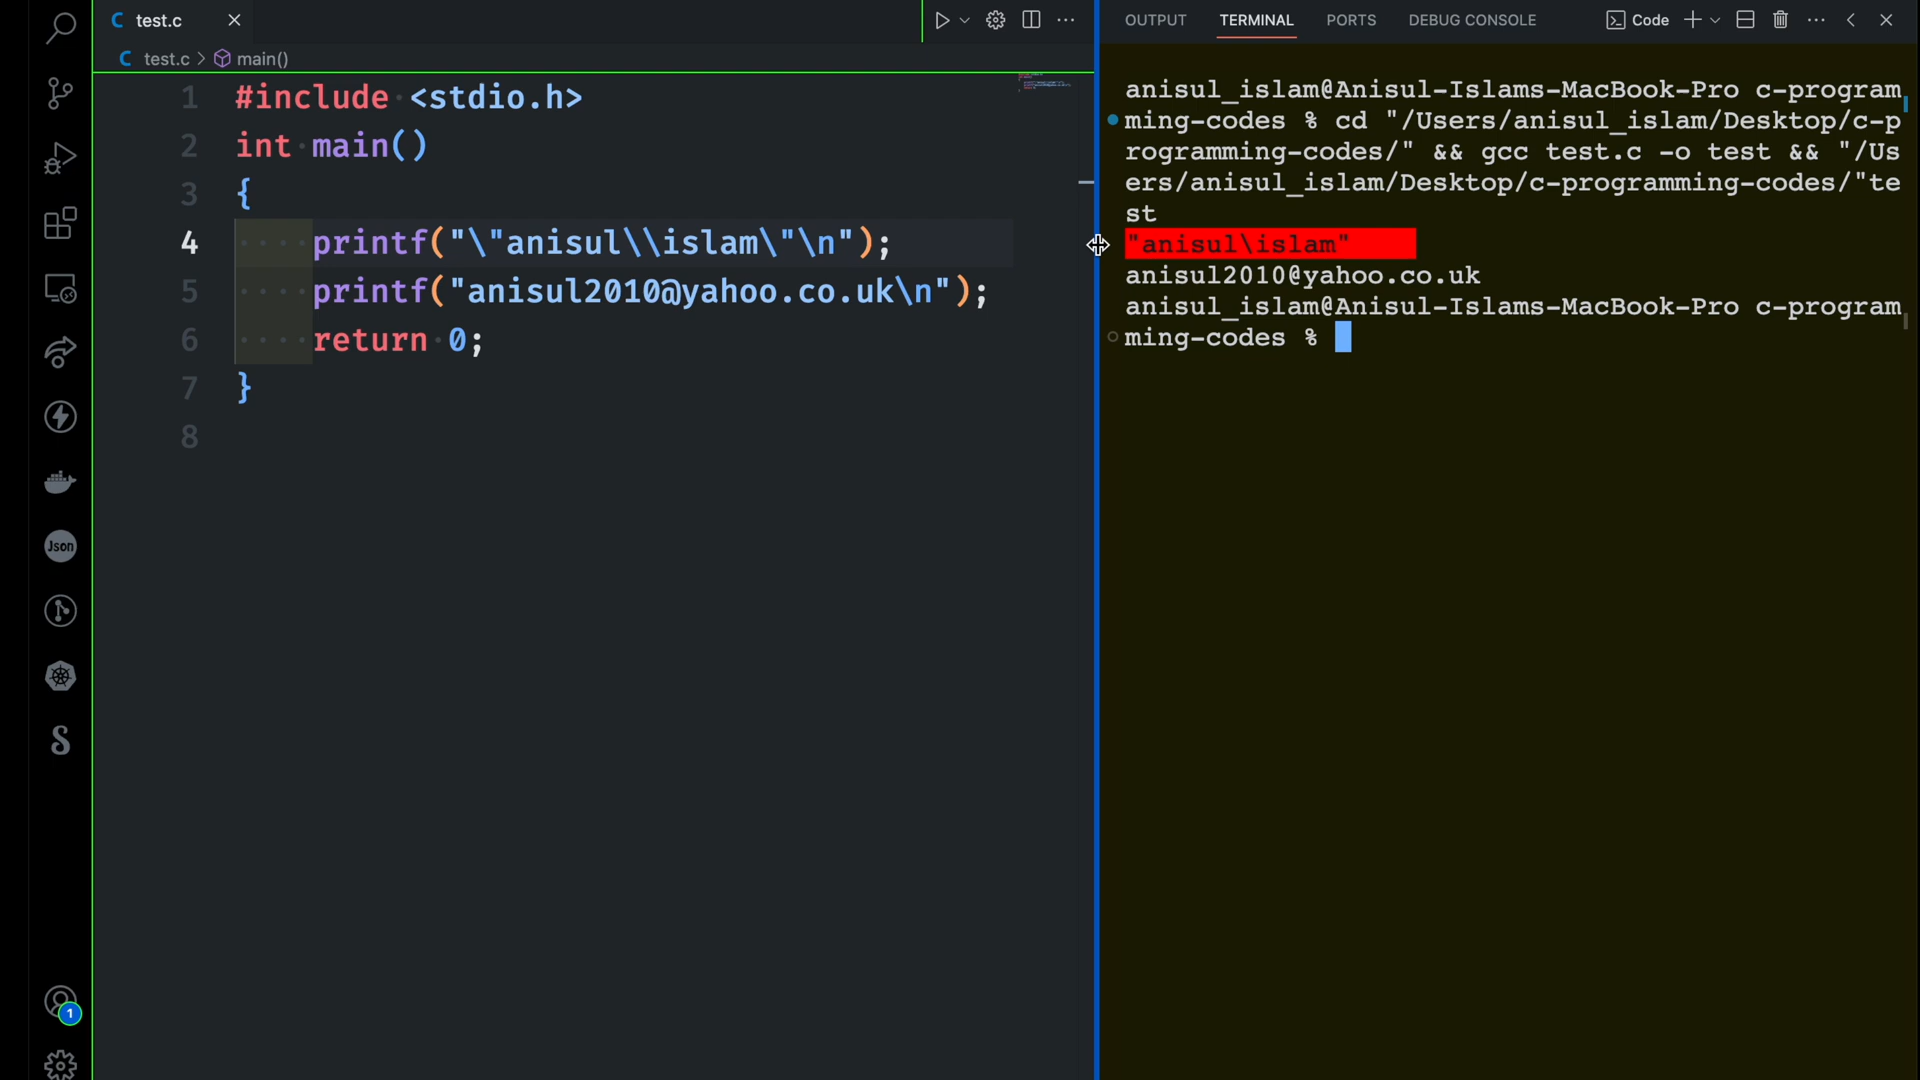 test.c
OUTPUT TERMINAL PORTS DEBUG CONSOLE Code
test.c > main()
1 #include <stdio.h>
2 int main()
3 {
4 printf("\"anisul\\islam\"\n");
5 printf("anisul2010@yahoo.co.uk\n");
6 return 0;
7 }
8
anisul_islam@Anisul-Islams-MacBook-Pro c-program
ming-codes % cd "/Users/anisul_islam/Desktop/c-p
rogramming-codes/" && gcc test.c -o test && "/Us
ers/anisul_islam/Desktop/c-programming-codes/"te
st
"anisul\islam"
anisul2010@yahoo.co.uk
anisul_islam@Anisul-Islams-MacBook-Pro c-program
ming-codes %
Json
1